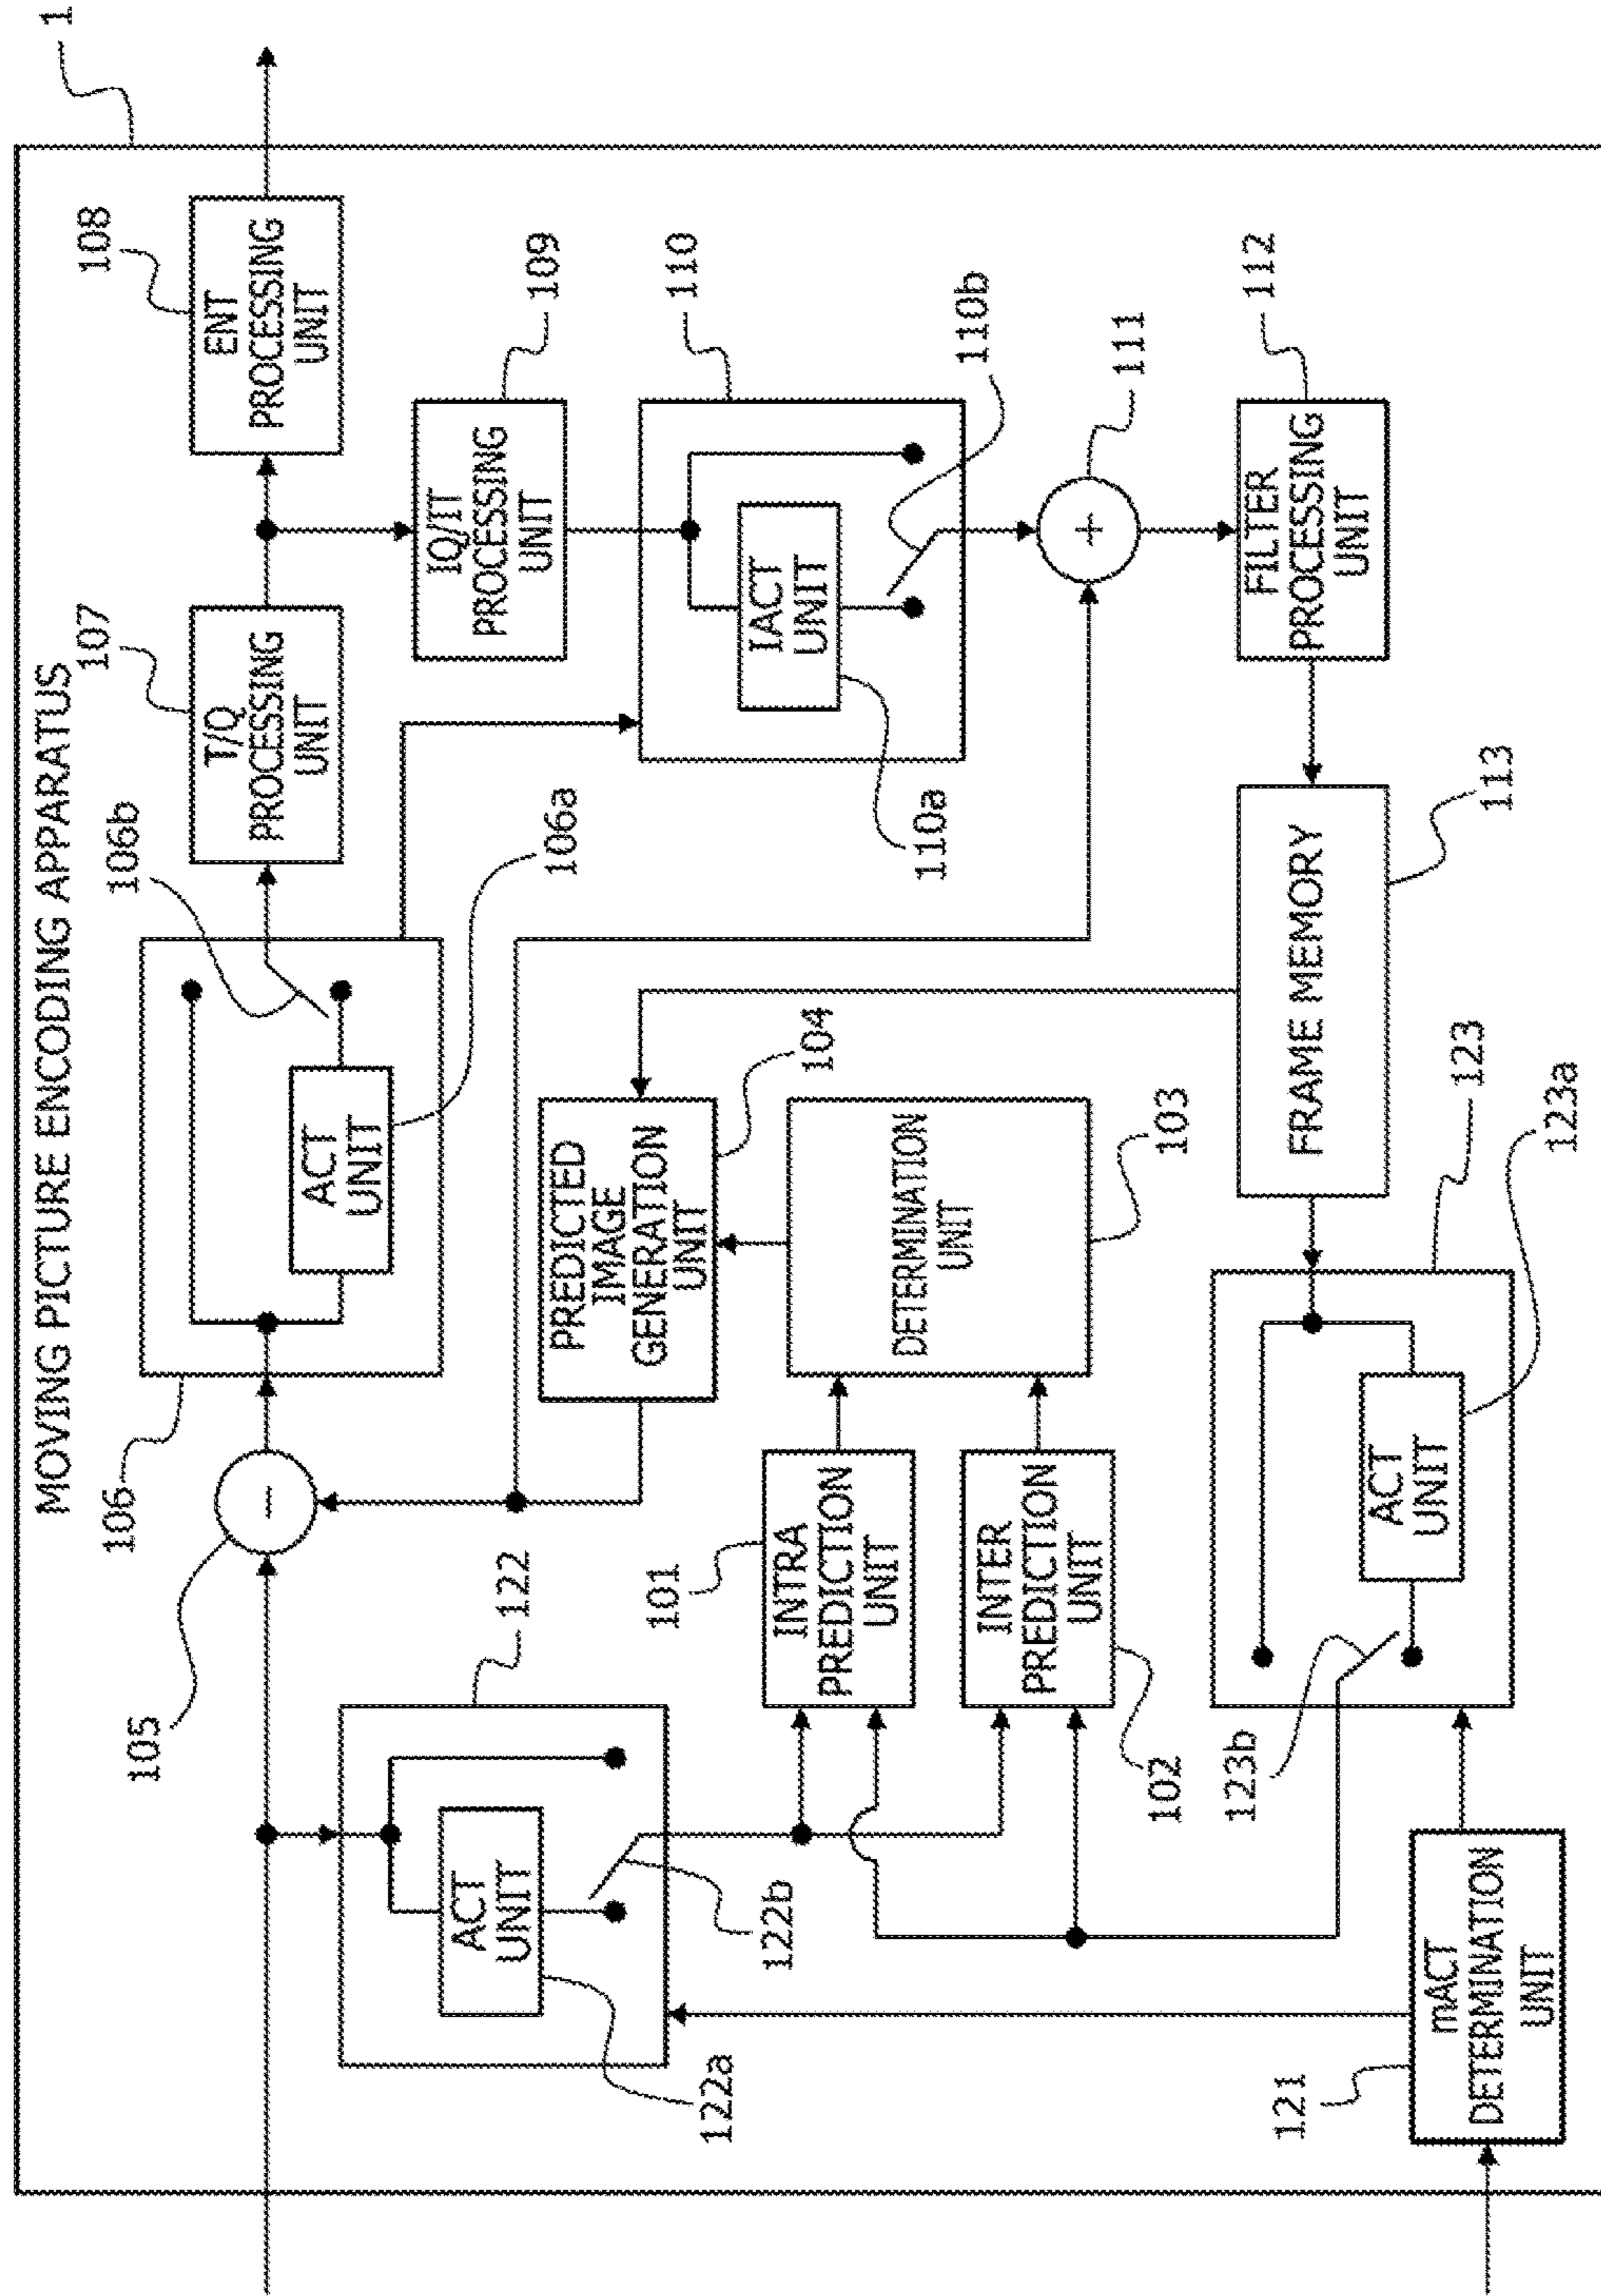 MOVING PICTURE ENCODING APPARATUS
1
105
106
ACT
UNIT
106b
106a
107
T/Q
PROCESSING
UNIT
108
ENT
PROCESSING
UNIT
122
ACT
UNIT
122a
122b
PREDICTED
IMAGE
GENERATION
UNIT
104
IQ/IT
PROCESSING
UNIT
109
110
IACT
UNIT
110a
110b
101
INTRA
PREDICTION
UNIT
INTER
PREDICTION
UNIT
102
DETERMINATION
UNIT
103
111
+
−
121
mACT
DETERMINATION
UNIT
123
ACT
UNIT
123a
123b
FRAME MEMORY
113
FILTER
PROCESSING
UNIT
112